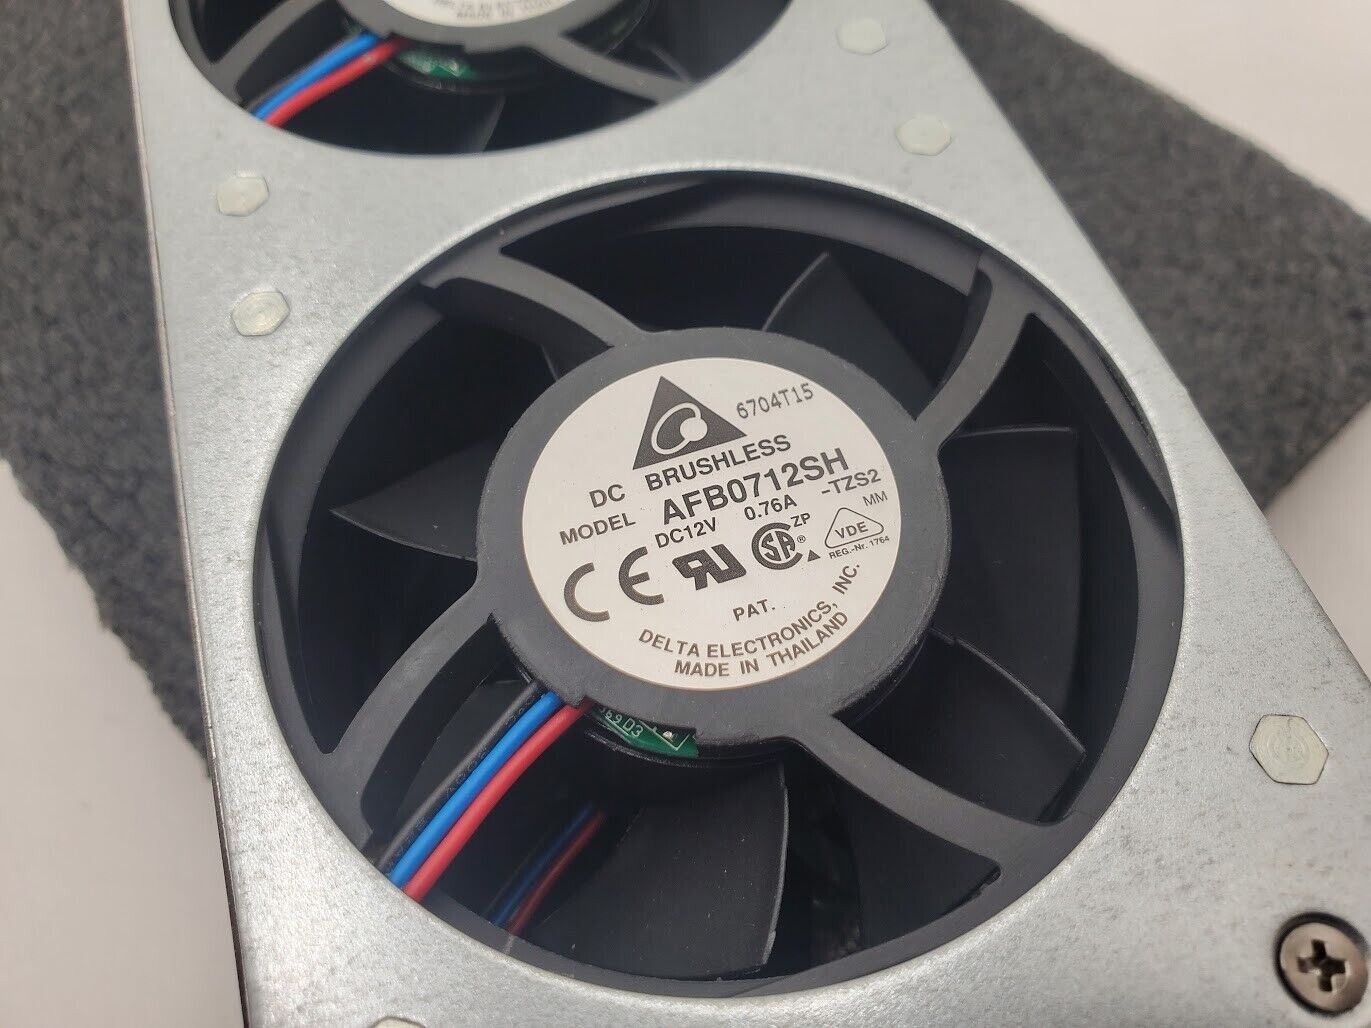 6704T15
DC BRUSHLESS
MODEL AFB0712SH
-TZS2
DC12V 0.76A
MM
CE
ZP
VDE
REG.-Nr. 1764
PAT.
DELTA ELECTRONICS, INC.
MADE IN THAILAND
69D3